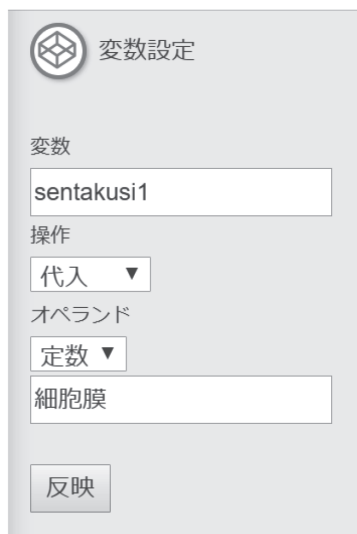 変数設定
変数
sentakusi1
操作
代入 ▼
オペランド
定数 ▼
細胞膜
反映